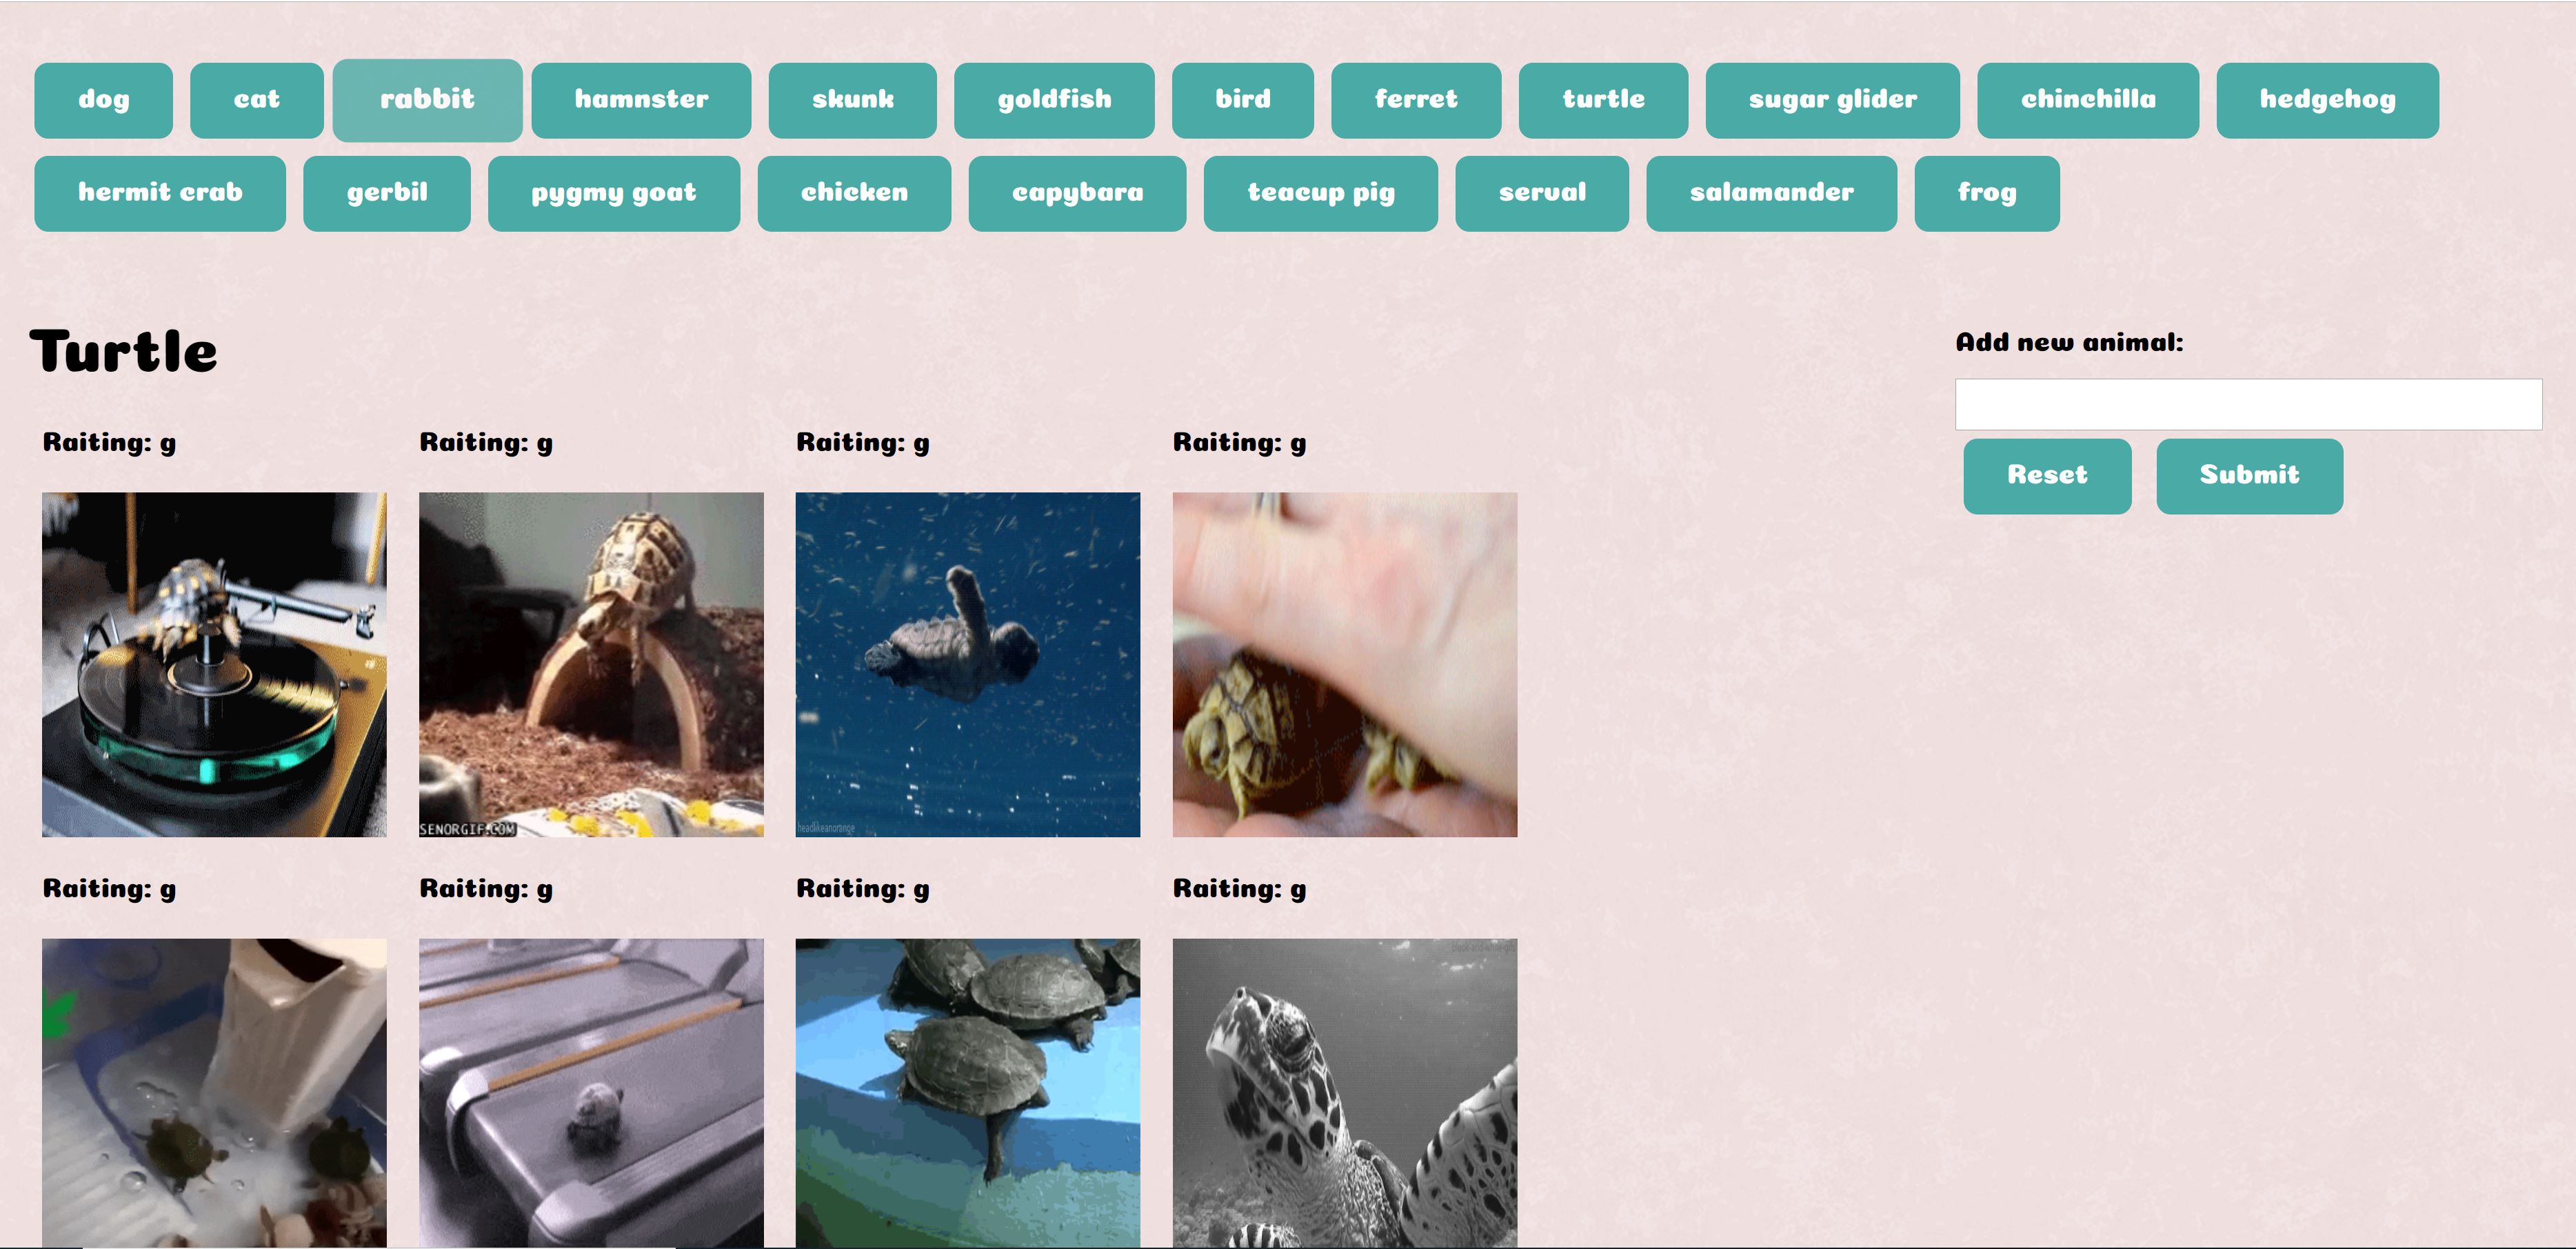 dog cat rabbit hamnster skunk goldfish bird ferret turtle sugar glider chinchilla hedgehog
hermit crab gerbil pygmy goat chicken capybara teacup pig serval salamander frog
Turtle
Add new animal:
Reset Submit
Raiting: g Raiting: g Raiting: g Raiting: g
SENORGIF.COM
headlikeanorange
Raiting: g Raiting: g Raiting: g Raiting: g